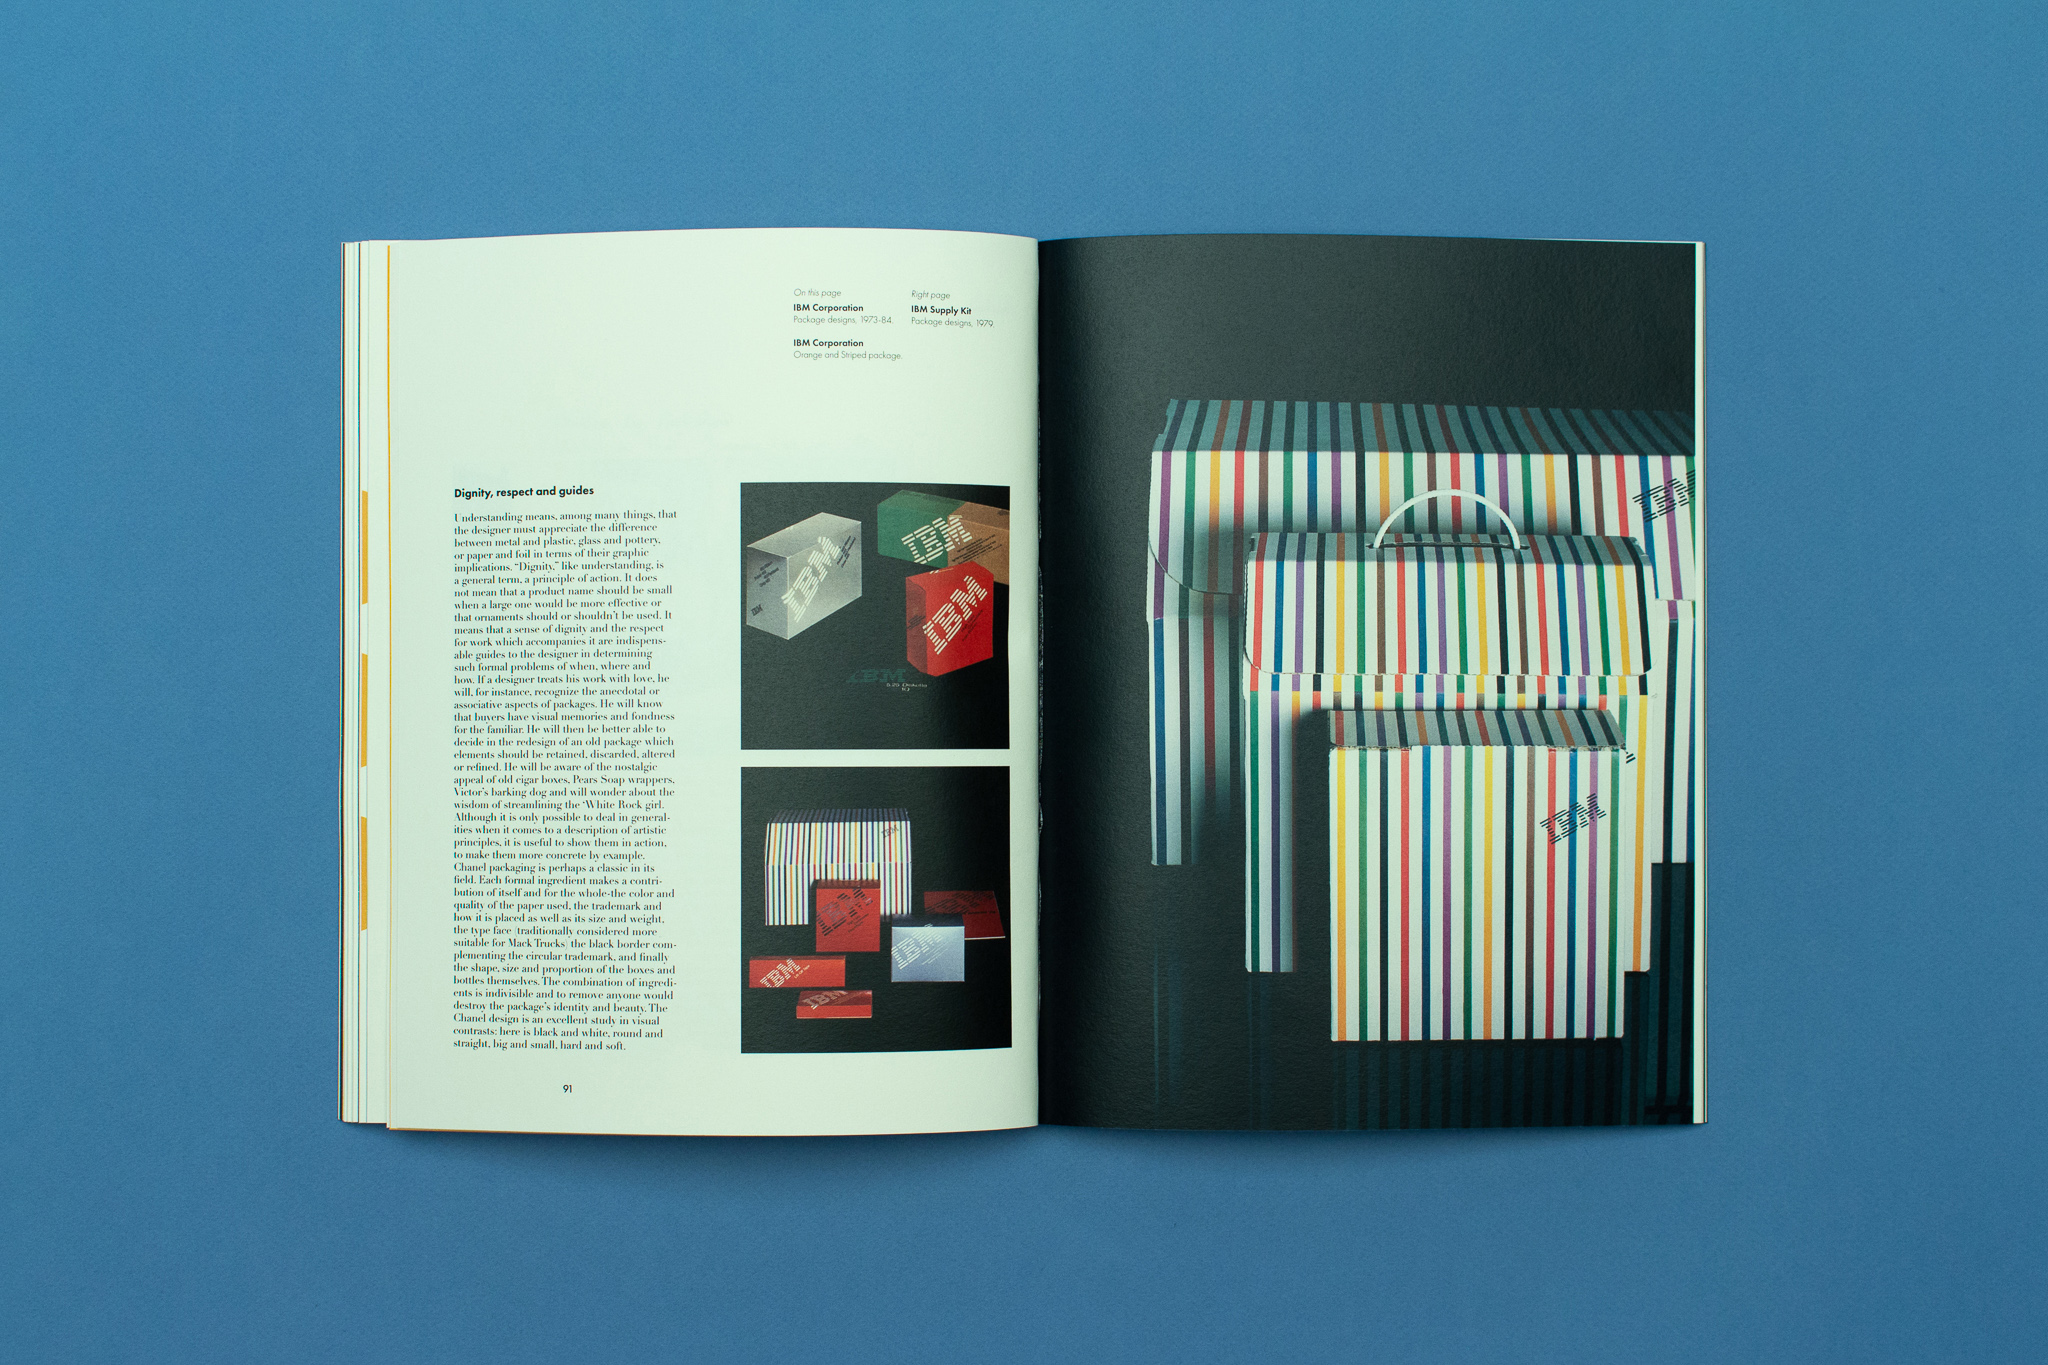 On this page
IBM Corporation
Package designs, 1973-84.
IBM Corporation
Orange and Striped package.
Right page
IBM Supply Kit
Package designs, 1979.
Dignity, respect and guides
Understanding means, among many things, that
the designer must appreciate the difference
between metal and plastic, glass and pottery,
or paper and foil in terms of their graphic
implications. “Dignity,” like understanding, is
a general term, a principle of action. It does
not mean that a product name should be small
when a large one would be more effective or
that ornaments should or shouldn’t be used. It
means that a sense of dignity and the respect
for work which accompanies it are indispens-
able guides to the designer in determining
such formal problems of when, where and
how. If a designer treats his work with love, he
will, for instance, recognize the anecdotal or
associative aspects of packages. He will know
that buyers have visual memories and fondness
for the familiar. He will then be better able to
decide in the redesign of an old package which
elements should be retained, discarded, altered
or refined. He will be aware of the nostalgic
appeal of old cigar boxes, Pears Soap wrappers,
Victor’s barking dog and will wonder about the
wisdom of streamlining the ‘White Rock girl.
Although it is only possible to deal in general-
ities when it comes to a description of artistic
principles, it is useful to show them in action,
to make them more concrete by example.
Chanel packaging is perhaps a classic in its
field. Each formal ingredient makes a contri-
bution of itself and for the whole-the color and
quality of the paper used, the trademark and
how it is placed as well as its size and weight,
the type face (traditionally considered more
suitable for Mack Trucks) the black border com-
plementing the circular trademark, and finally
the shape, size and proportion of the boxes and
bottles themselves. The combination of ingredi-
ents is indivisible and to remove anyone would
destroy the package’s identity and beauty. The
Chanel design is an excellent study in visual
contrasts: here is black and white, round and
straight, big and small, hard and soft.
91
IBM
IBM
IBM
IBM
IBM
IBM
IBM
IBM
IBM
IBM
IBM